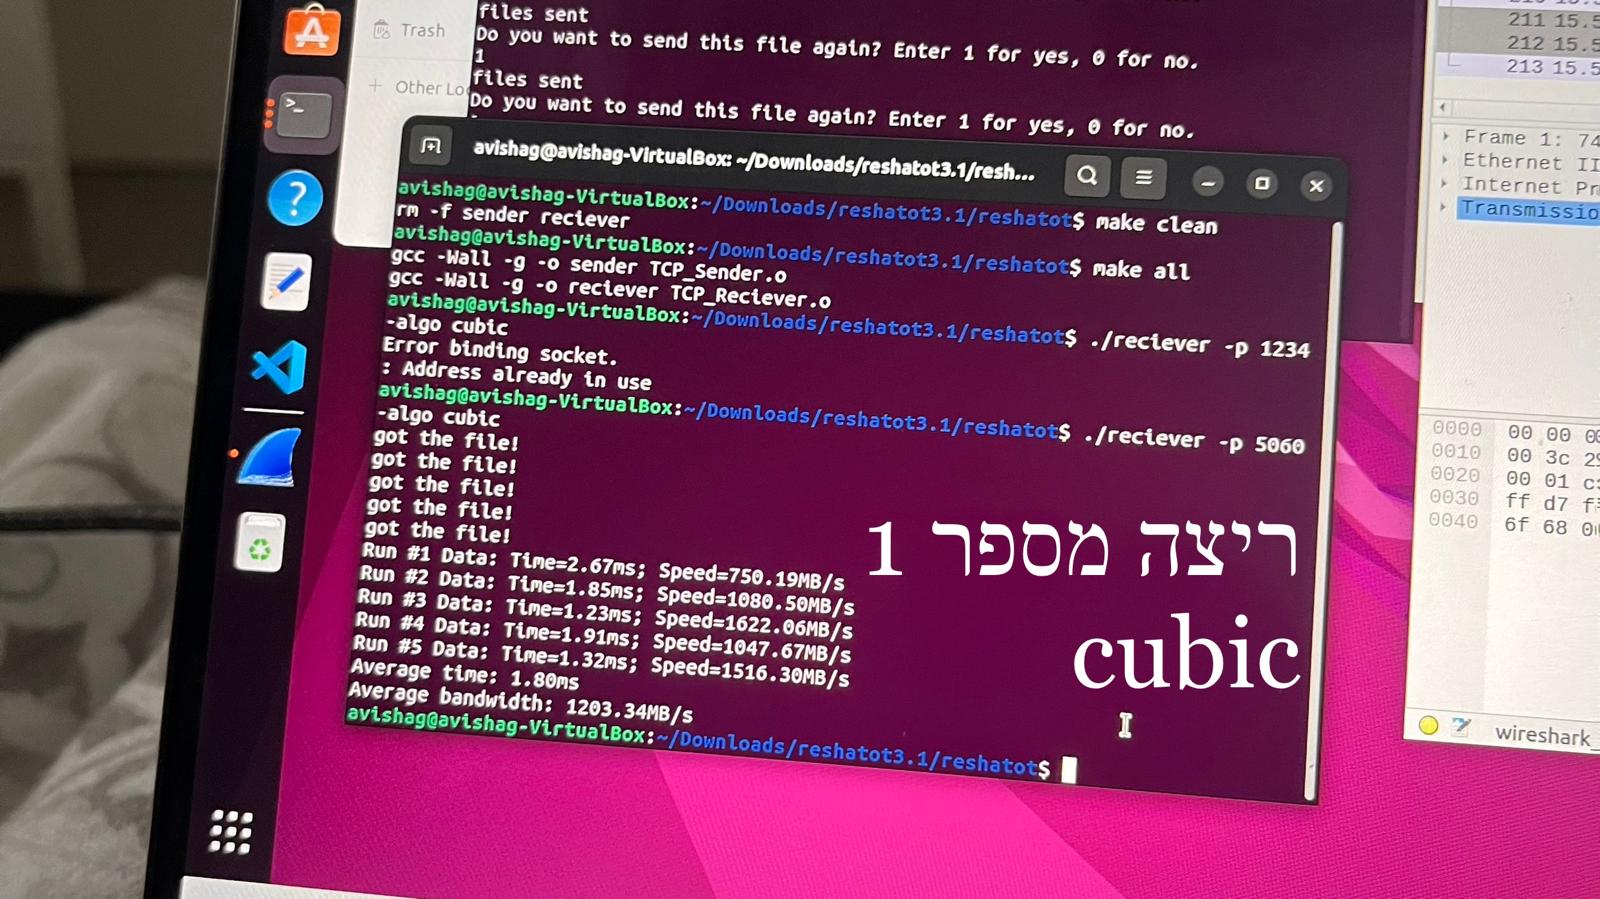 Trash
Other Lo
files sent
Do you want to send this file again? Enter 1 for yes, 0 for no.
1
files sent
Do you want to send this file again? Enter 1 for yes, 0 for no.
avishag@avishag-VirtualBox: ~/Downloads/reshatot3.1/resh...
avishag@avishag-VirtualBox:~/Downloads/reshatot3.1/reshatot$ make clean
rm -f sender reciever
avishag@avishag-VirtualBox:~/Downloads/reshatot3.1/reshatot$ make all
gcc -Wall -g -o sender TCP_Sender.o
gcc -Wall -g -o reciever TCP_Reciever.o
avishag@avishag-VirtualBox:~/Downloads/reshatot3.1/reshatot$ ./reciever -p 1234
-algo cubic
Error binding socket.
: Address already in use
avishag@avishag-VirtualBox:~/Downloads/reshatot3.1/reshatot$ ./reciever -p 5060
-algo cubic
got the file!
got the file!
got the file!
got the file!
got the file!
Run #1 Data: Time=2.67ms; Speed=750.19MB/s
Run #2 Data: Time=1.85ms; Speed=1080.50MB/s
Run #3 Data: Time=1.23ms; Speed=1622.06MB/s
Run #4 Data: Time=1.91ms; Speed=1047.67MB/s
Run #5 Data: Time=1.32ms; Speed=1516.30MB/s
Average time: 1.80ms
Average bandwidth: 1203.34MB/s
avishag@avishag-VirtualBox:~/Downloads/reshatot3.1/reshatot$
ריצה מספר 1
cubic
211 15.5
212 15.5
213 15.5
Frame 1: 74
Ethernet II
Internet Pr
Transmissio
0000 00 00 0
0010 00 3c 2
0020 00 01 c
0030 ff d7 f
0040 6f 68 0
wireshark_